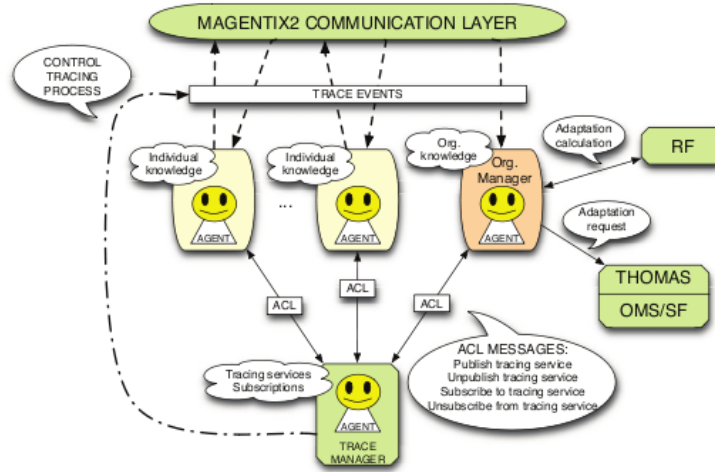 MAGENTIX2 COMMUNICATION LAYER
CONTROL
TRACING
PROCESS
TRACE EVENTS
Individual
knowledge
Individual
knowledge
Org.
knowledge
Org.
Manager
Adaptation
calculation
RF
...
AGENT
AGENT
AGENT
Adaptation
request
THOMAS
OMS/SF
ACL
ACL
ACL
ACL MESSAGES:
Publish tracing service
Unpublish tracing service
Subscribe to tracing service
Unsubscribe from tracing service
Tracing services
Subscriptions
AGENT
TRACE
MANAGER